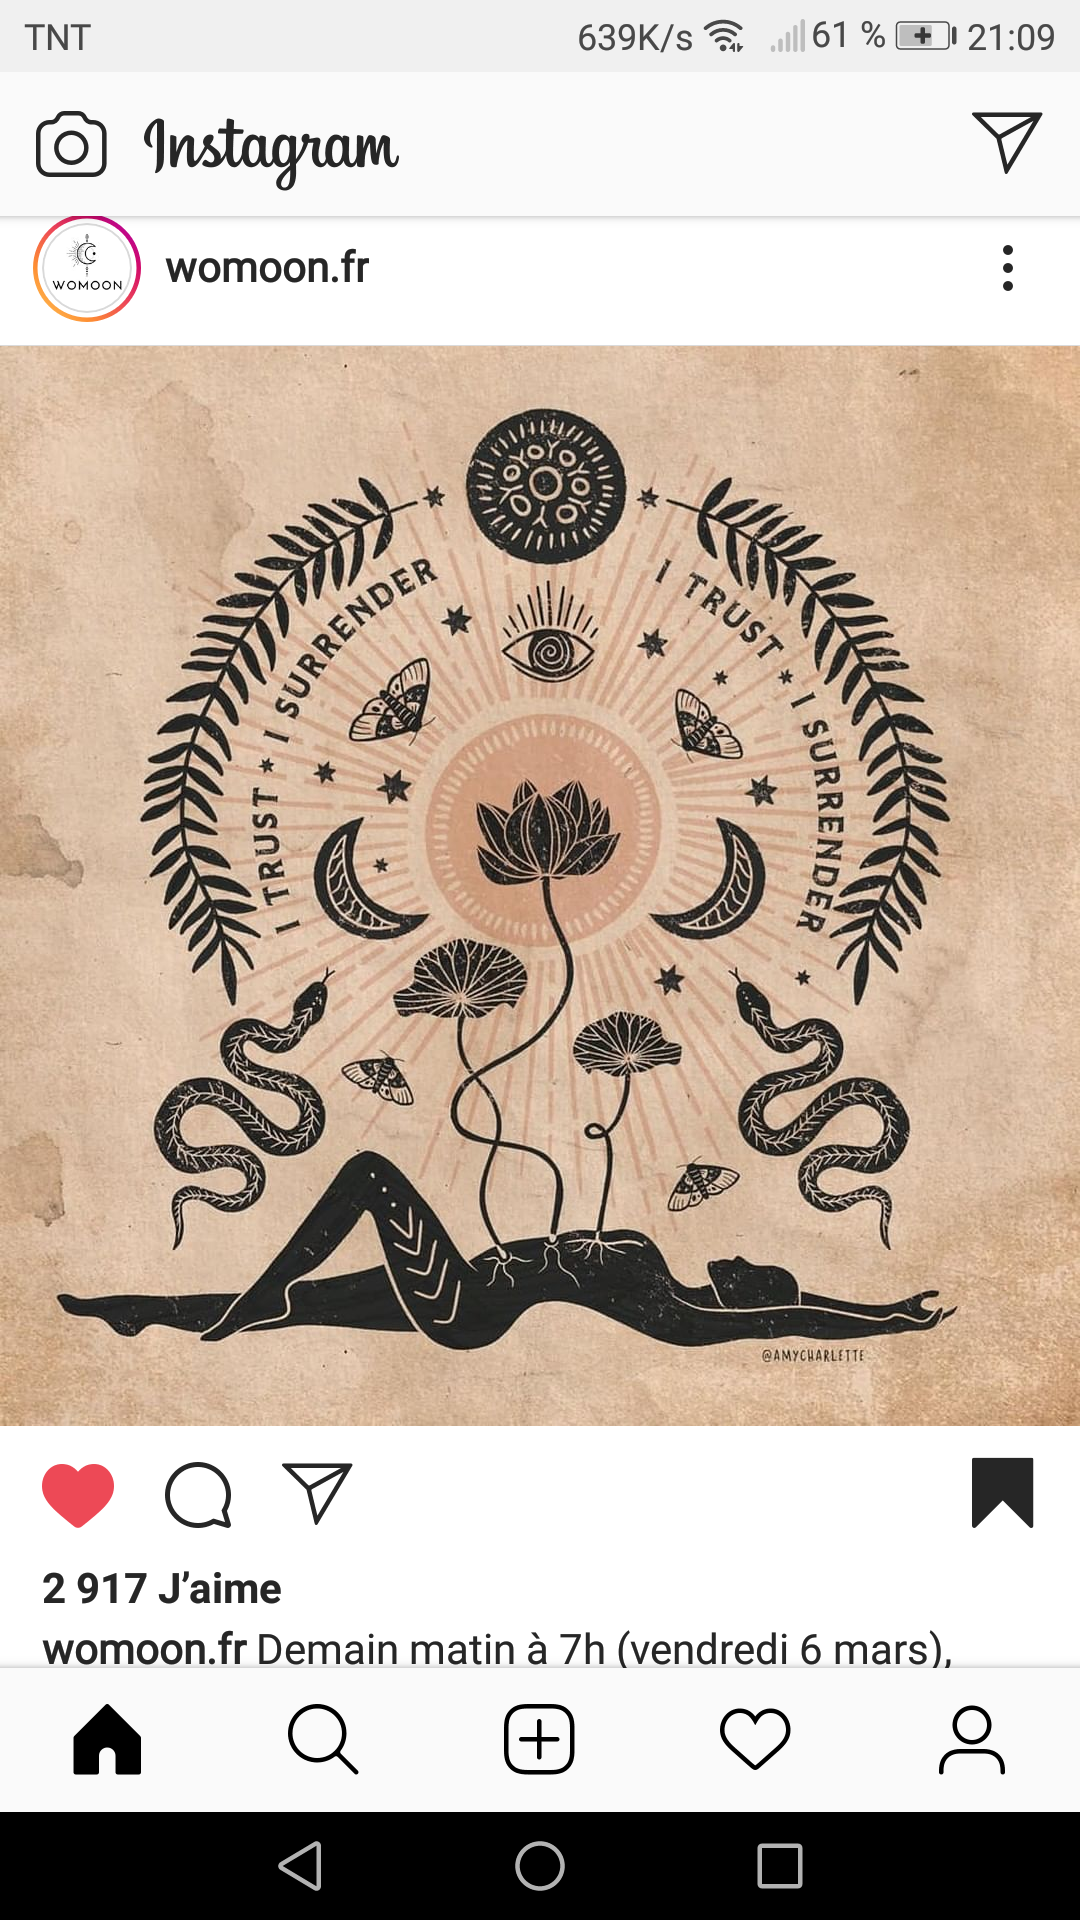 TNT 639K/s 61 % 21:09
Instagram
WOMOON
womoon.fr
I TRUST * I SURRENDER
I TRUST * I SURRENDER
@AMYCHARLETTE
2 917 J’aime
womoon.fr Demain matin à 7h (vendredi 6 mars),